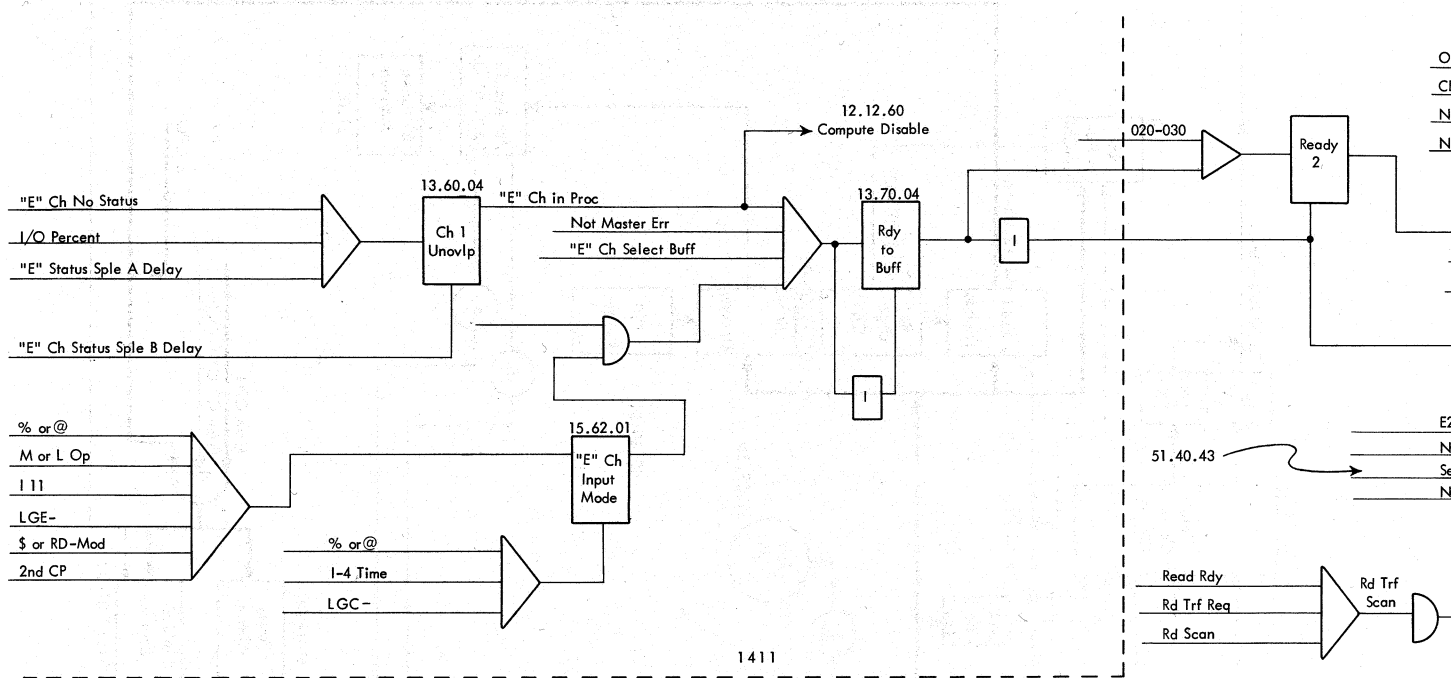 12.12.60
Compute Disable
020-030
Ready
2
13.60.04
"E" Ch in Proc
13.70.04
"E" Ch No Status
Ch 1
Unovlp
Not Master Err
Rdy
to
Buff
I/O Percent
"E" Ch Select Buff
I
"E" Status Sple A Delay
"E" Ch Status Sple B Delay
I
% or @
15.62.01
M or L Op
"E" Ch
Input
Mode
51.40.43
I 11
LGE-
$ or RD-Mod
2nd CP
% or @
I-4 Time
LGC-
Read Rdy
Rd Trf
Scan
Rd Trf Req
Rd Scan
1411
O
N
N
E2
N
Se
N